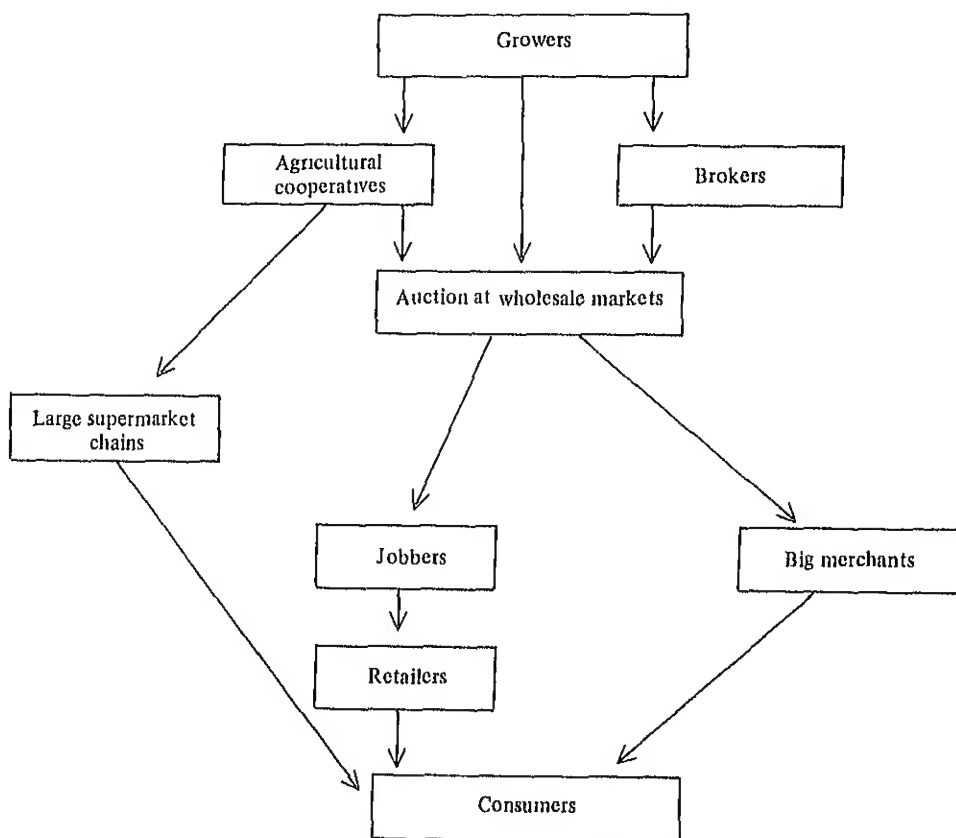 Growers
Agricultural
cooperatives
Brokers
Auction at wholesale markets
Large supermarket
chains
Jobbers
Big merchants
Retailers
Consumers